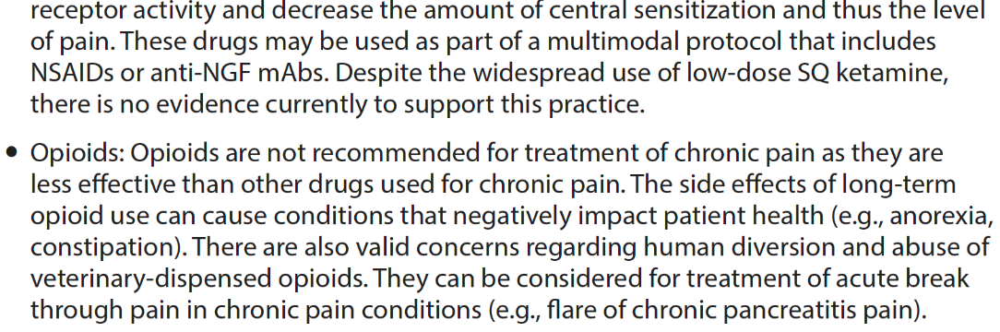 receptor activity and decrease the amount of central sensitization and thus the level
of pain. These drugs may be used as part of a multimodal protocol that includes
NSAIDs or anti-NGF mAbs. Despite the widespread use of low-dose SQ ketamine,
there is no evidence currently to support this practice.
• Opioids: Opioids are not recommended for treatment of chronic pain as they are
less effective than other drugs used for chronic pain. The side effects of long-term
opioid use can cause conditions that negatively impact patient health (e.g., anorexia,
constipation). There are also valid concerns regarding human diversion and abuse of
veterinary-dispensed opioids. They can be considered for treatment of acute break
through pain in chronic pain conditions (e.g., flare of chronic pancreatitis pain).